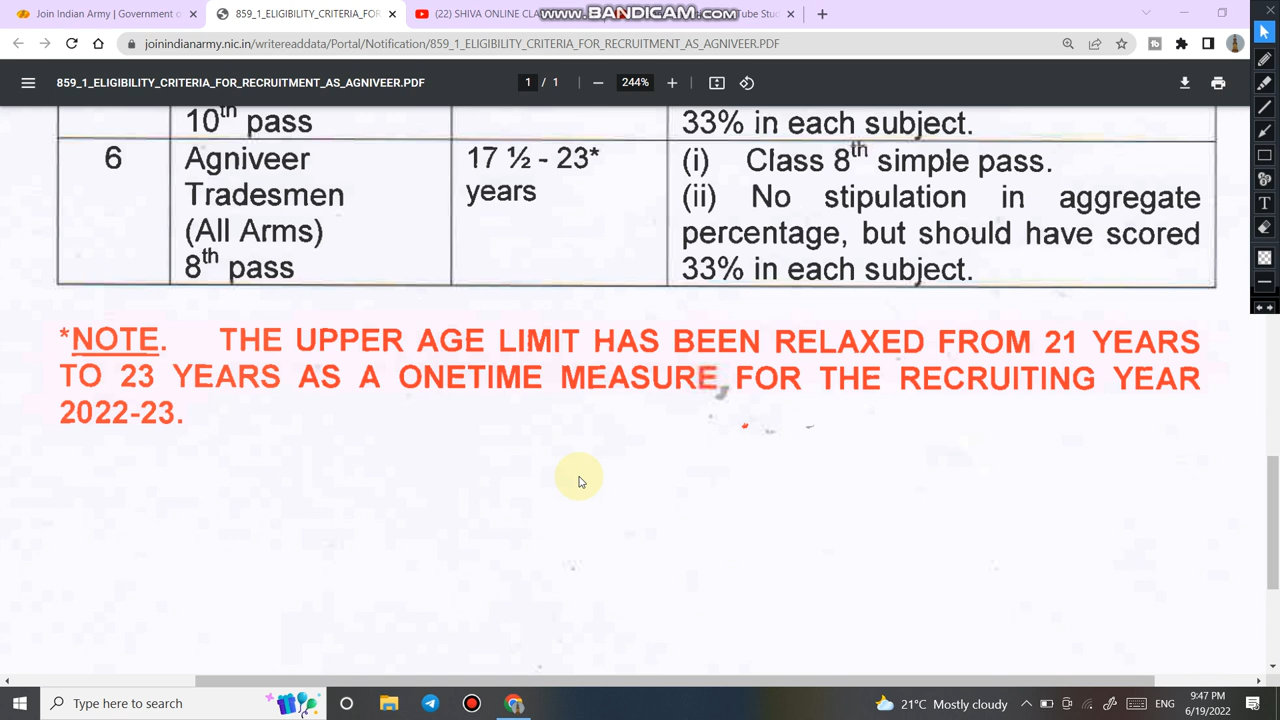 Join Indian Army | Government o
859_1_ELIGIBILITY_CRITERIA_FOR_
(22) SHIVA ONLINE CLA
Tube Stu
www.BANDICAM.com
joinindianarmy.nic.in/writereaddata/Portal/Notification/859_1_ELIGIBILITY_CRITERIA_FOR_RECRUITMENT_AS_AGNIVEER.PDF
859_1_ELIGIBILITY_CRITERIA_FOR_RECRUITMENT_AS_AGNIVEER.PDF
1 / 1
244%
10th pass
33% in each subject.
6
Agniveer
Tradesmen
(All Arms)
8th pass
17 ½ - 23*
years
(i) Class 8th simple pass.
(ii) No stipulation in aggregate
percentage, but should have scored
33% in each subject.
*NOTE. THE UPPER AGE LIMIT HAS BEEN RELAXED FROM 21 YEARS
TO 23 YEARS AS A ONETIME MEASURE, FOR THE RECRUITING YEAR
2022-23.
Type here to search
21°C Mostly cloudy
ENG
9:47 PM
6/19/2022